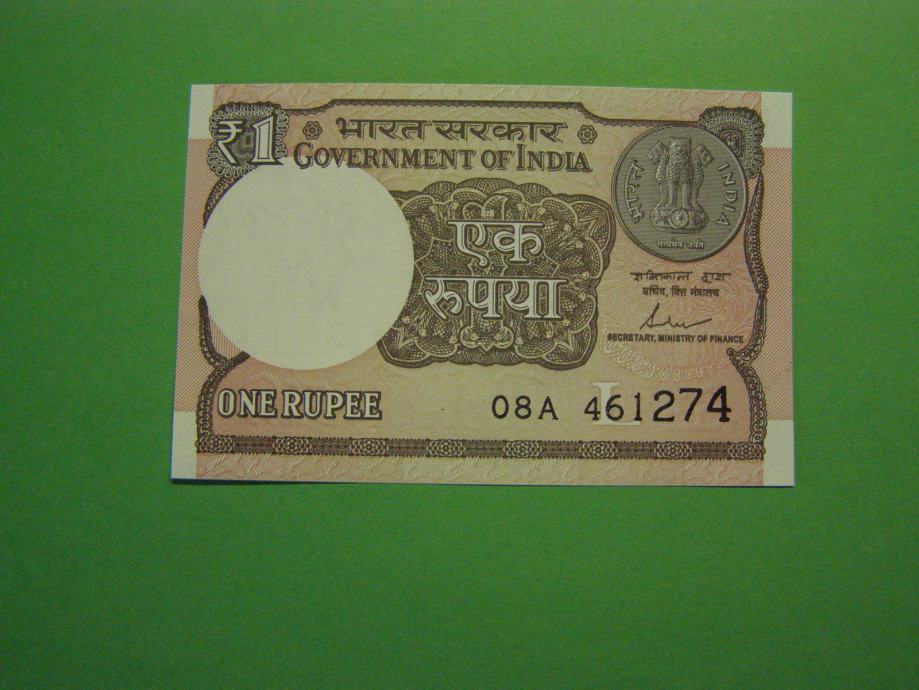 ₹1
भारत सरकार
GOVERNMENT OF INDIA
भारत INDIA
सत्यमेव जयते
एक
रुपया
शक्तिकान्त दास
सचिव, वित्त मंत्रालय
SECRETARY, MINISTRY OF FINANCE
ONE RUPEE
L
08A 461274